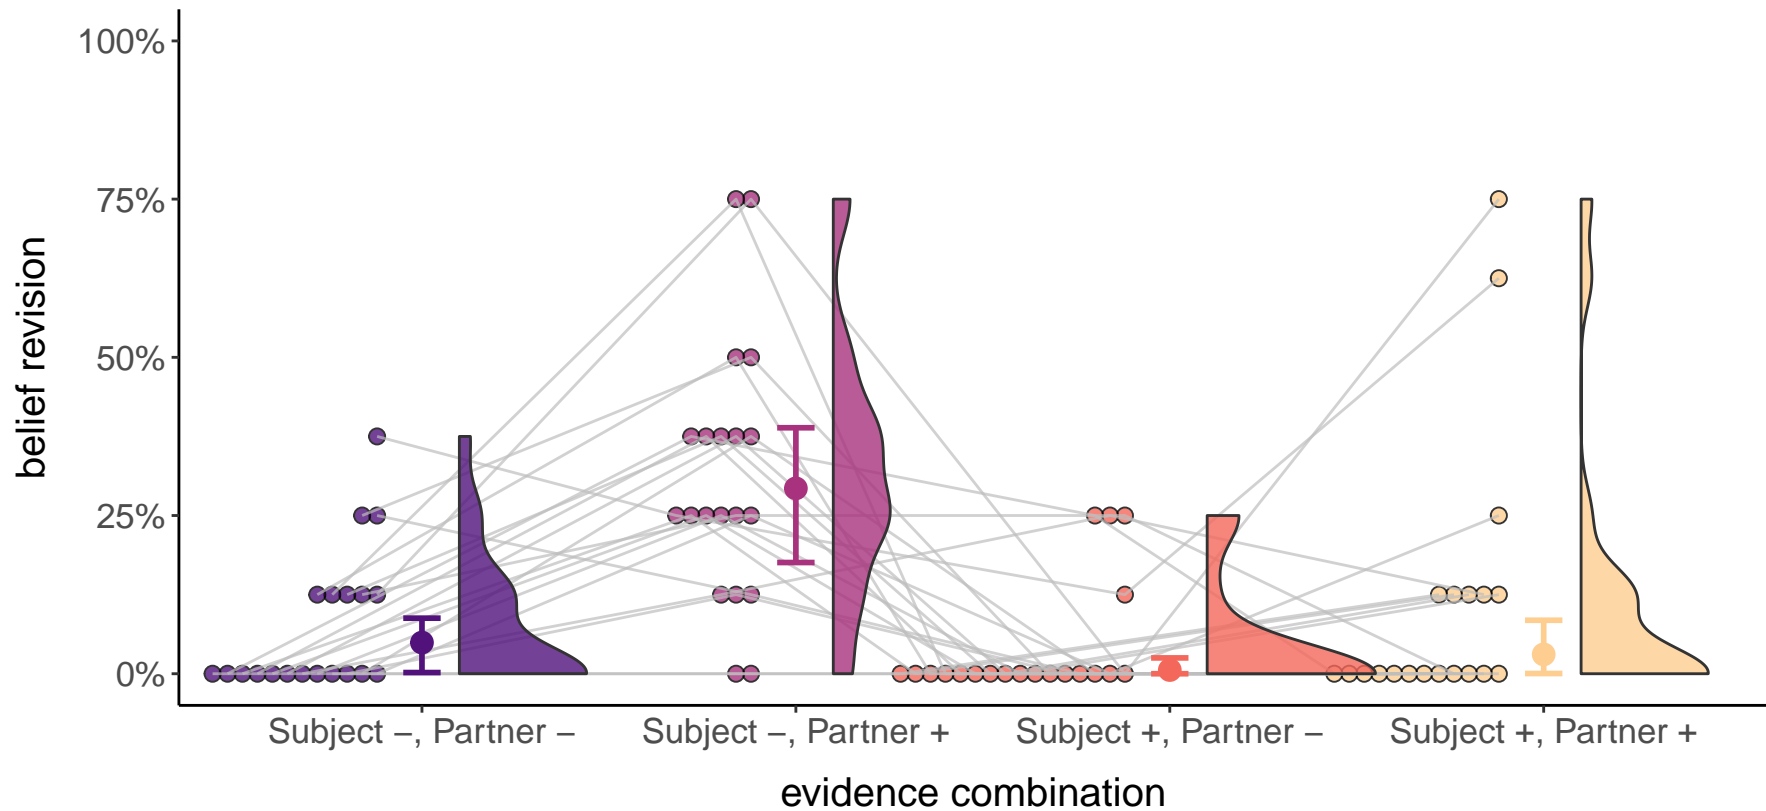 100%
75%
50%
25%
0%
belief revision
Subject −, Partner −
Subject −, Partner +
Subject +, Partner −
Subject +, Partner +
evidence combination